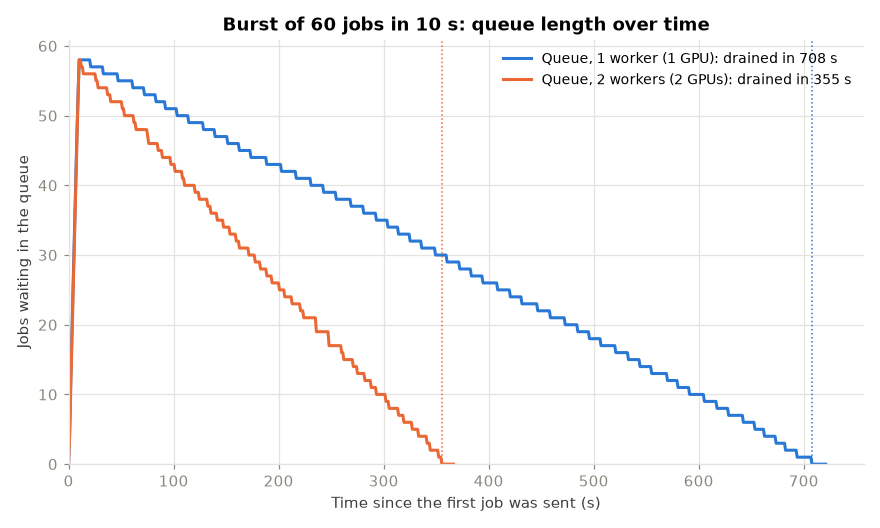 Burst of 60 jobs in 10 s: queue length over time
Queue, 1 worker (1 GPU): drained in 708 s
Queue, 2 workers (2 GPUs): drained in 355 s
Jobs waiting in the queue
60
50
40
30
20
10
0
0 100 200 300 400 500 600 700
Time since the first job was sent (s)